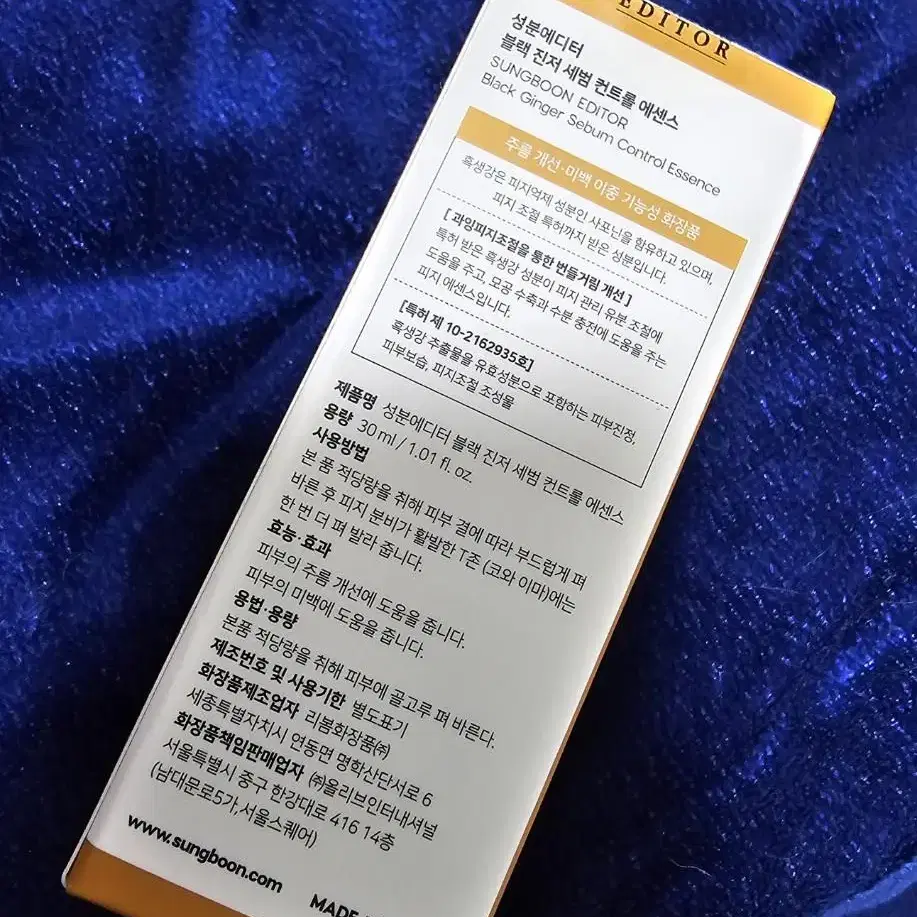 EDITOR
성분에디터
블랙 진저 세범 컨트롤 에센스
SUNGBOON EDITOR
Black Ginger Sebum Control Essence
주름 개선·미백 이중 기능성 화장품
흑생강은 피지억제 성분인 사포닌을 함유하고 있으며,
피지 조절 특허까지 받은 성분입니다.
[ 과잉피지조절을 통한 번들거림 개선 ]
특허 받은 흑생강 성분이 피지 관리 유분 조절에
도움을 주고, 모공 수축과 수분 충전에 도움을 주는
피지 에센스입니다.
[특허 제 10-2162935호]
흑생강 추출물을 유효성분으로 포함하는 피부진정,
피부보습, 피지조절 조성물
제품명 성분에디터 블랙 진저 세범 컨트롤 에센스
용량 30ml / 1.01 fl. oz.
사용방법
본 품 적당량을 취해 피부 결에 따라 부드럽게 펴
바른 후 피지 분비가 활발한 T존 (코와 이마)에는
한 번 더 펴 발라 줍니다.
효능·효과
피부의 주름 개선에 도움을 줍니다.
피부의 미백에 도움을 줍니다.
용법·용량
본품 적당량을 취해 피부에 골고루 펴 바른다.
제조번호 및 사용기한 별도표기
화장품제조업자 리봄화장품㈜
세종특별자치시 연동면 명학산단서로 6
화장품책임판매업자 ㈜올리브인터내셔널
서울특별시 중구 한강대로 416 14층
(남대문로5가,서울스퀘어)
www.sungboon.com
MADE